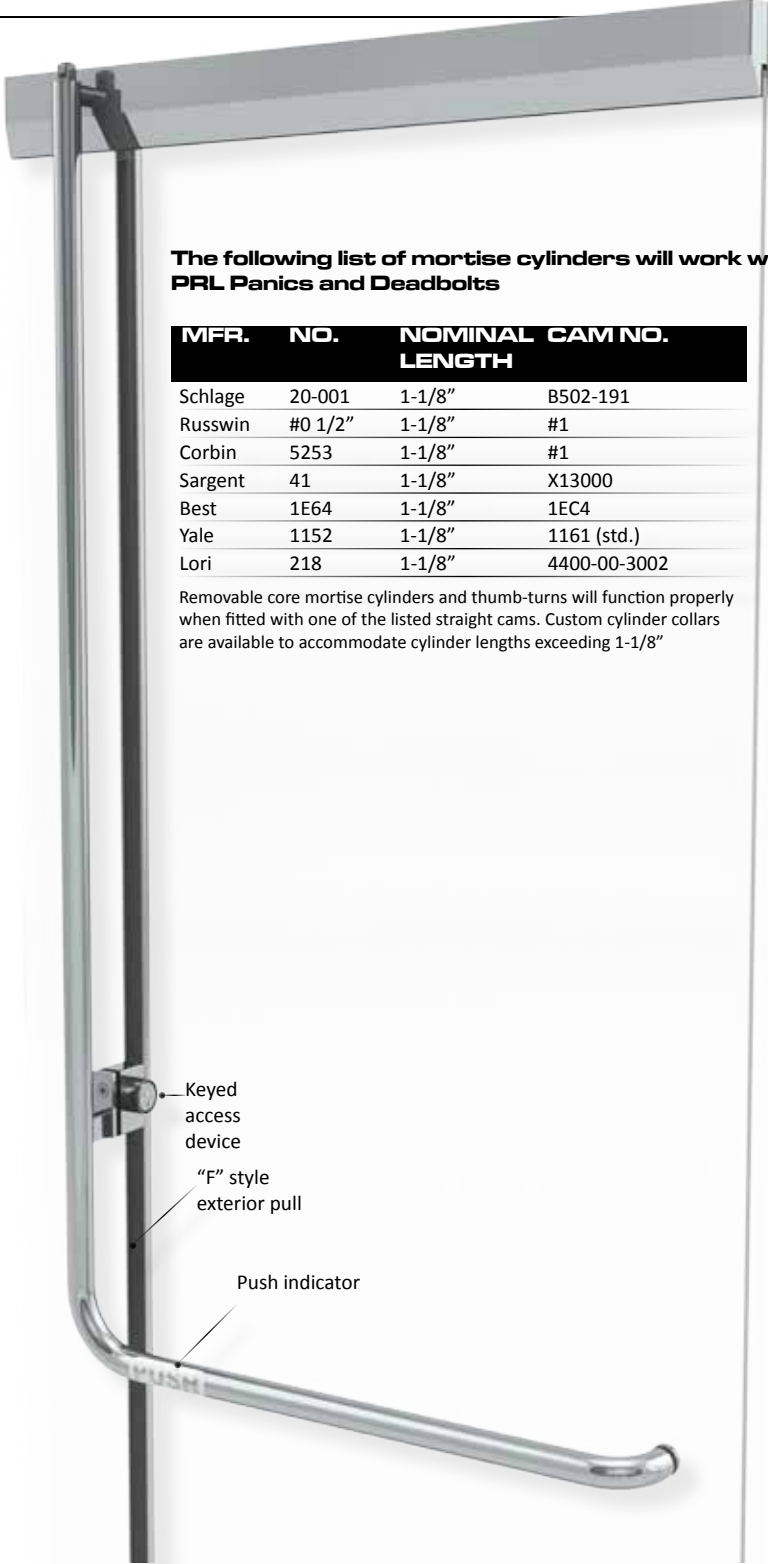 The following list of mortise cylinders will work w
PRL Panics and Deadbolts
MFR. NO. NOMINAL LENGTH CAM NO.
Schlage 20-001 1-1/8” B502-191
Russwin #0 1/2” 1-1/8” #1
Corbin 5253 1-1/8” #1
Sargent 41 1-1/8” X13000
Best 1E64 1-1/8” 1EC4
Yale 1152 1-1/8” 1161 (std.)
Lori 218 1-1/8” 4400-00-3002
Removable core mortise cylinders and thumb-turns will function properly
when fitted with one of the listed straight cams. Custom cylinder collars
are available to accommodate cylinder lengths exceeding 1-1/8”
Keyed
access
device
“F” style
exterior pull
Push indicator
PUSH